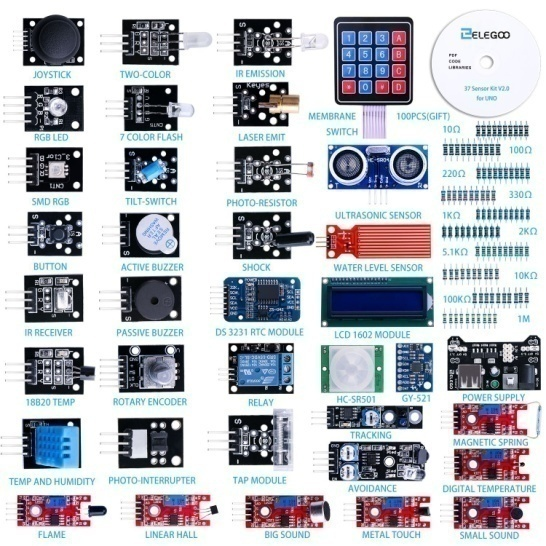 ELEGOO
PDF
CODE
LIBRARIES
37 Sensor Kit V2.0
for UNO
1 2 3 A
4 5 6 B
7 8 9 C
* 0 # D
JOYSTICK
TWO-COLOR
IR EMISSION
MEMBRANE
SWITCH
100PCS(GIFT)
10Ω
100Ω
220Ω
330Ω
1KΩ
2KΩ
5.1KΩ
10KΩ
100KΩ
1M
Keyes
RGB LED
7 COLOR FLASH
LASER EMIT
HC-SR04
SMD RGB
TILT-SWITCH
PHOTO-RESISTOR
ULTRASONIC SENSOR
BUTTON
ACTIVE BUZZER
SHOCK
WATER LEVEL SENSOR
IR RECEIVER
PASSIVE BUZZER
DS 3231 RTC MODULE
LCD 1602 MODULE
18B20 TEMP
ROTARY ENCODER
RELAY
HC-SR501
GY-521
POWER SUPPLY
TRACKING
MAGNETIC SPRING
TEMP AND HUMIDITY
PHOTO-INTERRUPTER
TAP MODULE
AVOIDANCE
DIGITAL TEMPERATURE
FLAME
LINEAR HALL
BIG SOUND
METAL TOUCH
SMALL SOUND